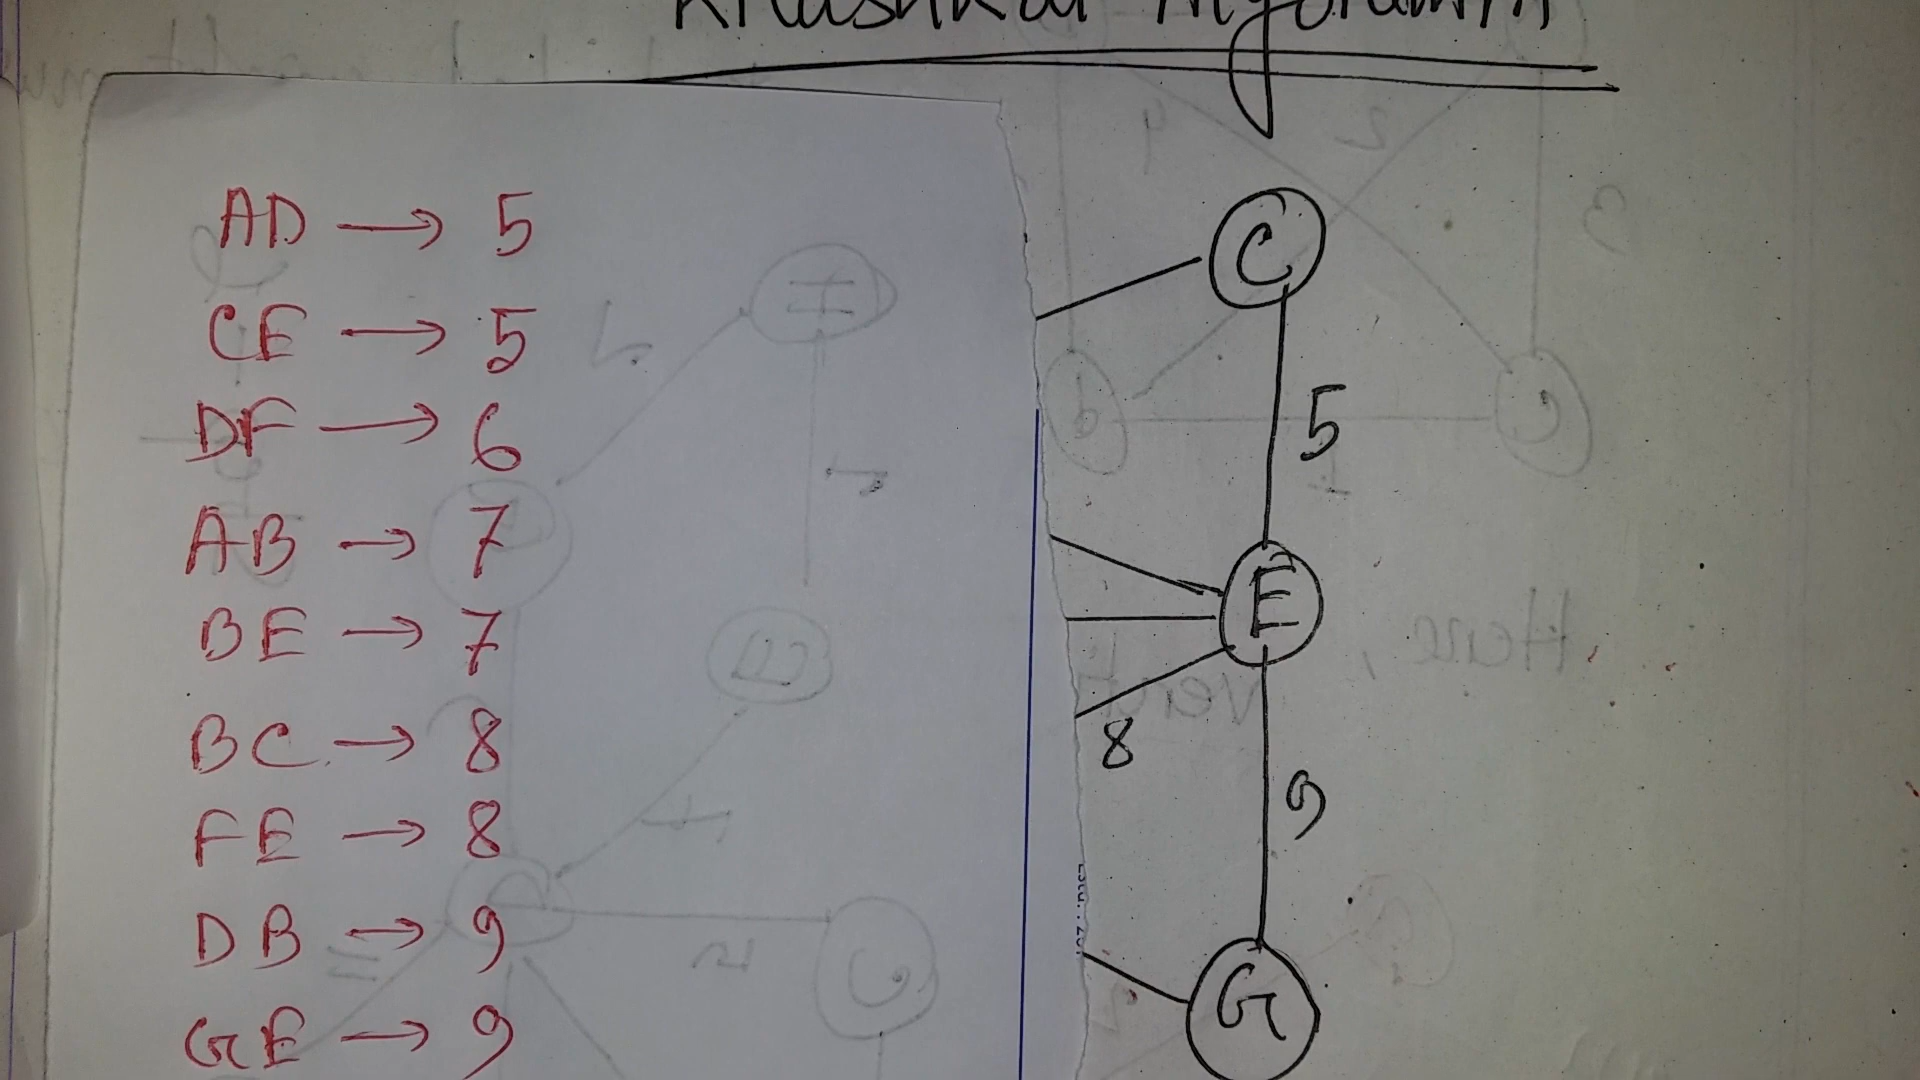 AD → 5
CE → 5
DF → 6
AB → 7
BE → 7
BC → 8
FE → 8
DB → 9
GE → 9
C
5
E
8
9
G